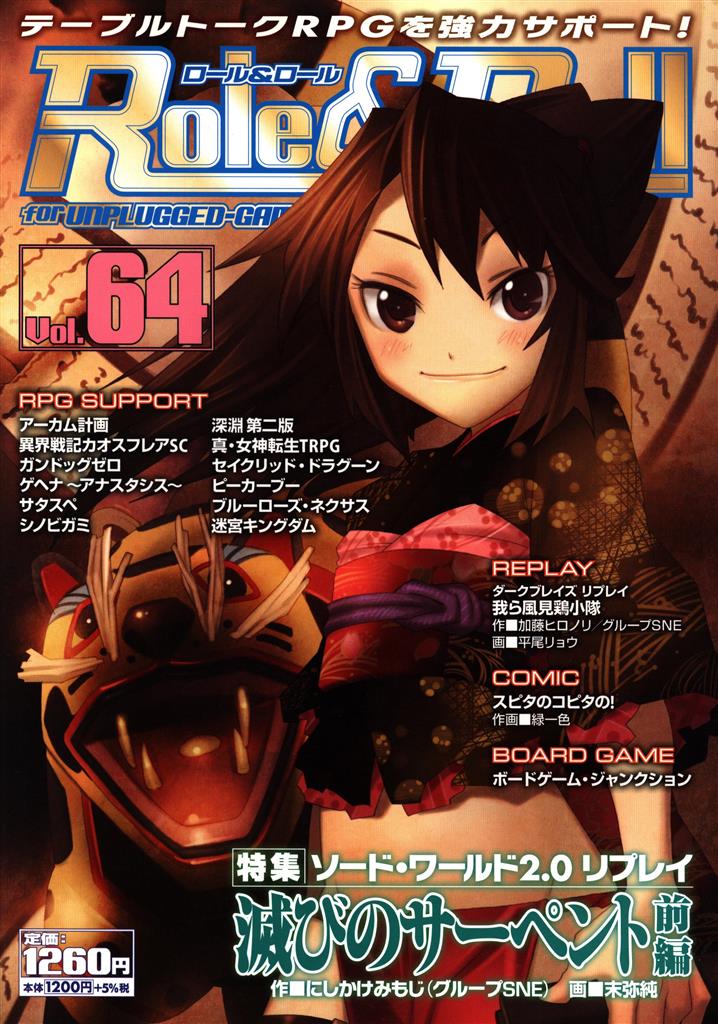 テーブルトークRPGを強力サポート!
ロール&ロール
Role&
for UNPLUGGED-GA
Vol. 64
RPG SUPPORT
アーカム計画
異界戦記カオスフレアSC
ガンドッグゼロ
ゲヘナ ～アナスタシス～
サタスペ
シノビガミ
深淵 第二版
真・女神転生TRPG
セイクリッド・ドラグーン
ピーカーブー
ブルーローズ・ネクサス
迷宮キングダム
REPLAY
ダークブレイズ リプレイ
我ら風見鶏小隊
作■加藤ヒロノリ/グループSNE
画■平尾リョウ
COMIC
スピタのコピタの!
作画■緑一色
BOARD GAME
ボードゲーム・ジャンクション
特集 ソード・ワールド2.0 リプレイ
滅びのサーペント 前編
作■にしかけみもじ(グループSNE) 画■末弥純
定価:
1260円
本体1200円+5%税